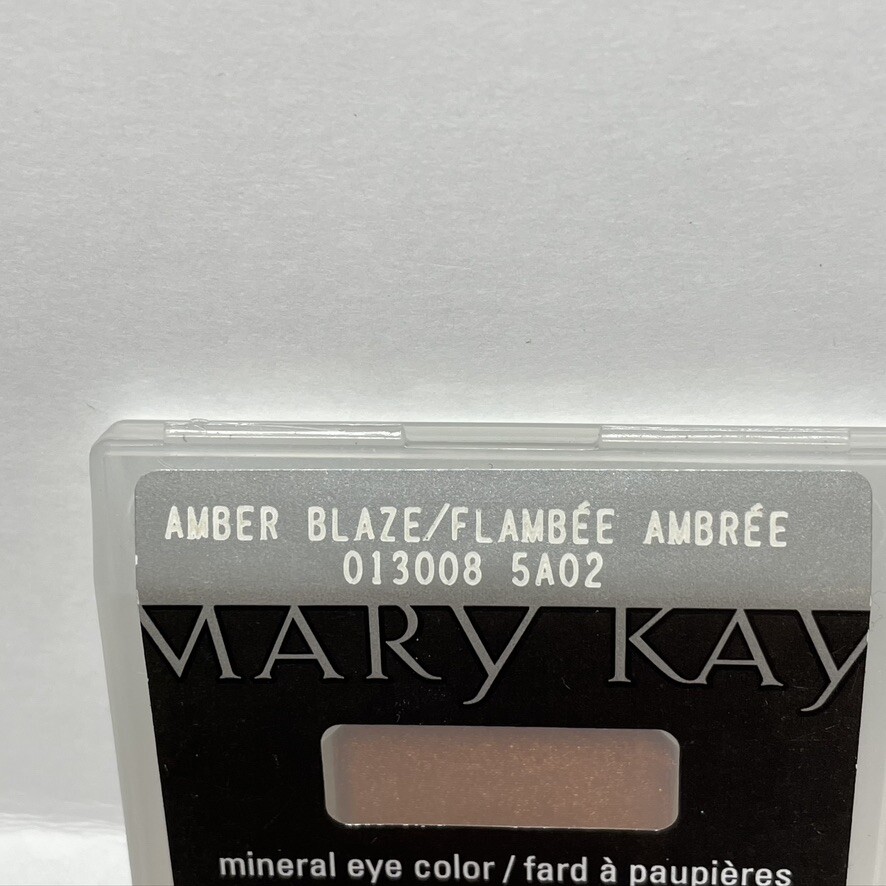 AMBER BLAZE/FLAMBÉE AMBRÉE
013008 5A02
MARY KAY
mineral eye color / fard à paupières